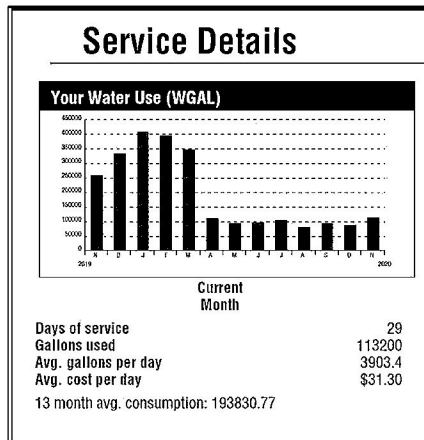 Service Details
Your Water Use (WGAL)
450000
400000
350000
300000
250000
200000
150000
100000
50000
0
N D J F M A M J J A S O N
2019 2020
Current
Month
Days of service 29
Gallons used 113200
Avg. gallons per day 3903.4
Avg. cost per day $31.30
13 month avg. consumption: 193830.77